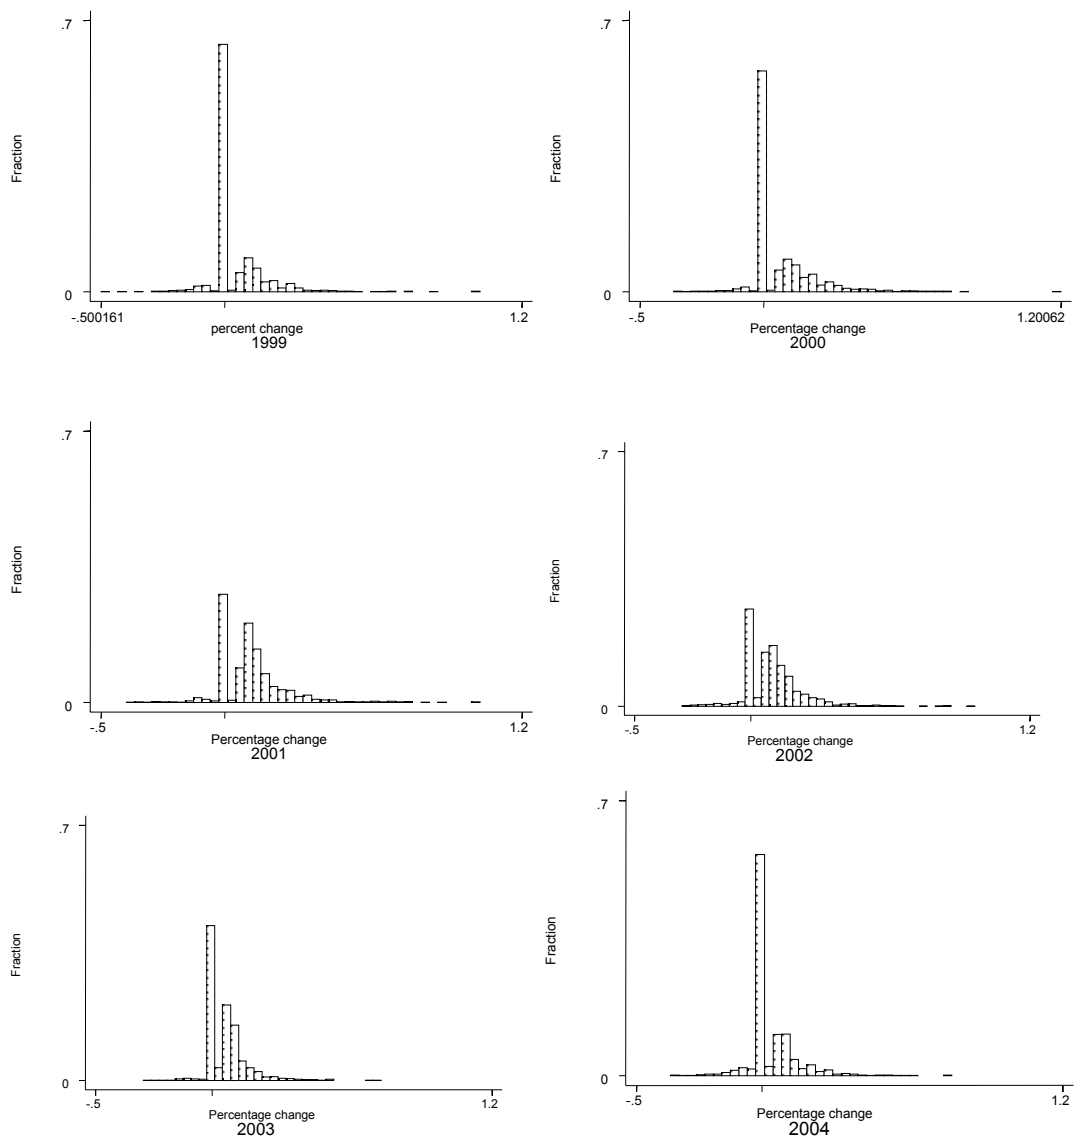 .7
Fraction
0
-.500161
1.2
percent change
1999
.7
Fraction
0
-.5
1.20062
Percentage change
2000
.7
Fraction
0
-.5
1.2
Percentage change
2001
.7
Fraction
0
-.5
1.2
Percentage change
2002
.7
Fraction
0
-.5
1.2
Percentage change
2003
.7
Fraction
0
-.5
1.2
Percentage change
2004